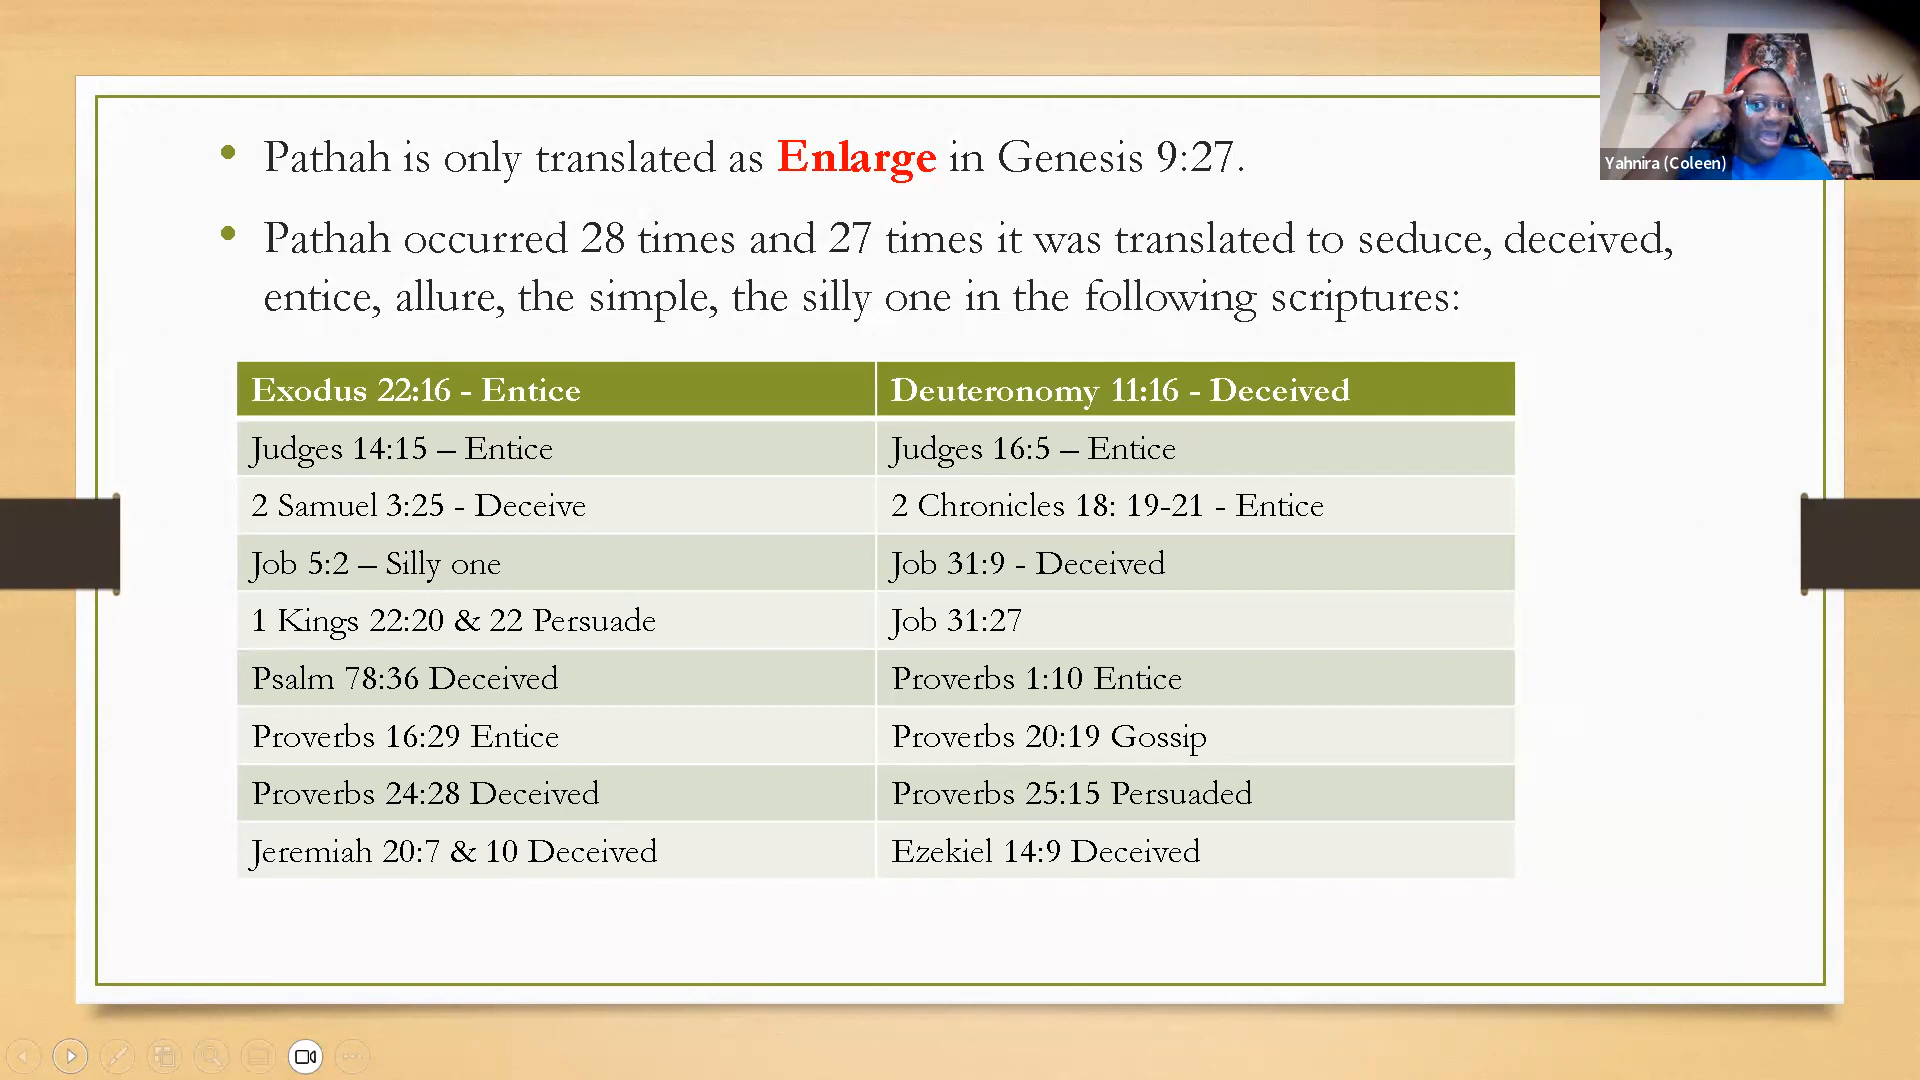 Pathah is only translated as Enlarge in Genesis 9:27.
Pathah occurred 28 times and 27 times it was translated to seduce, deceived,
entice, allure, the simple, the silly one in the following scriptures:
Exodus 22:16 - Entice
Deuteronomy 11:16 - Deceived
Judges 14:15 – Entice
Judges 16:5 – Entice
2 Samuel 3:25 - Deceive
2 Chronicles 18: 19-21 - Entice
Job 5:2 – Silly one
Job 31:9 - Deceived
1 Kings 22:20 & 22 Persuade
Job 31:27
Psalm 78:36 Deceived
Proverbs 1:10 Entice
Proverbs 16:29 Entice
Proverbs 20:19 Gossip
Proverbs 24:28 Deceived
Proverbs 25:15 Persuaded
Jeremiah 20:7 & 10 Deceived
Ezekiel 14:9 Deceived
Yahnira (Coleen)